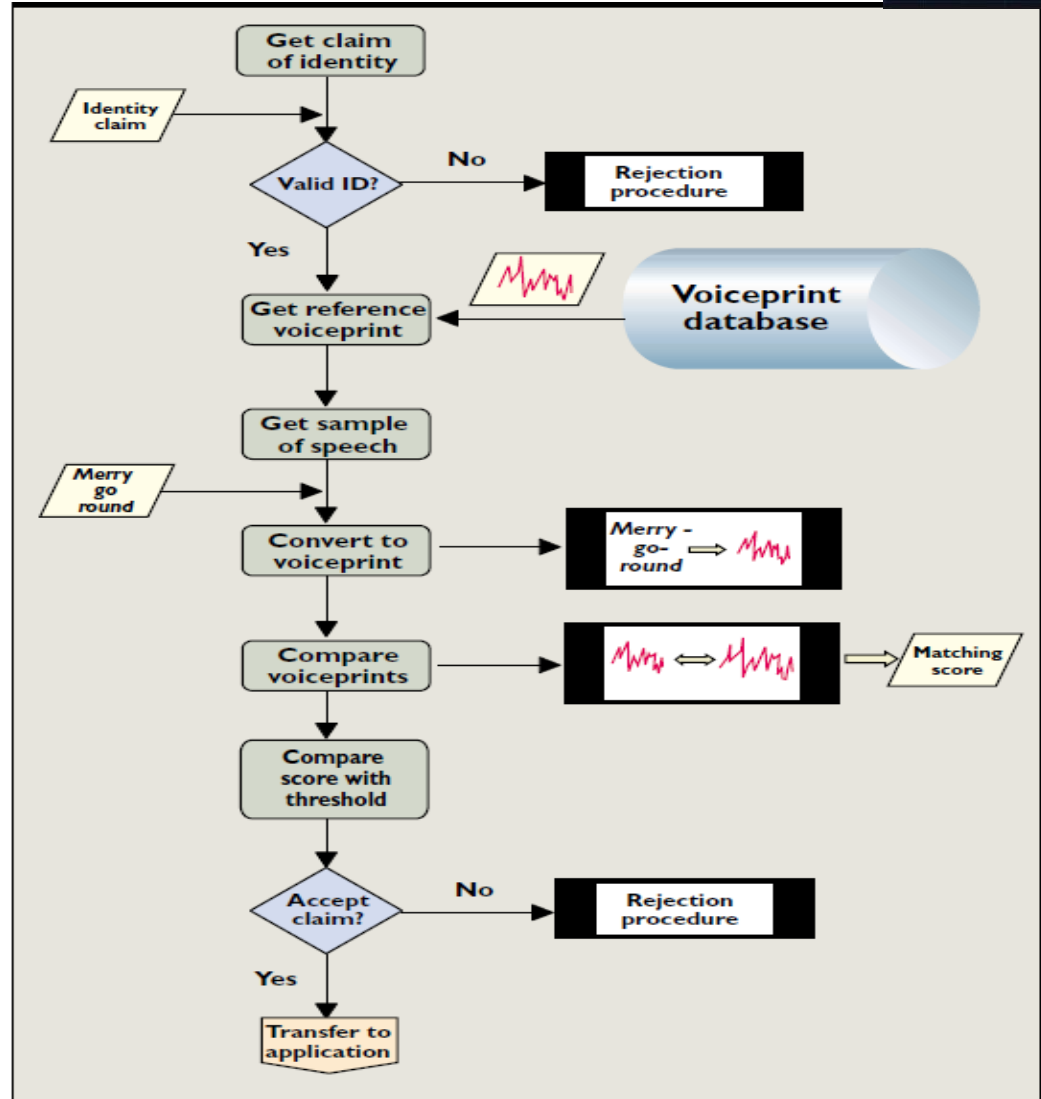 Get claim
of identity
Identity
claim
Valid ID?
No
Rejection
procedure
Yes
Get reference
voiceprint
Voiceprint
database
Get sample
of speech
Merry
go
round
Convert to
voiceprint
Merry -
go-
round
Compare
voiceprints
Matching
score
Compare
score with
threshold
Accept
claim?
No
Rejection
procedure
Yes
Transfer to
application